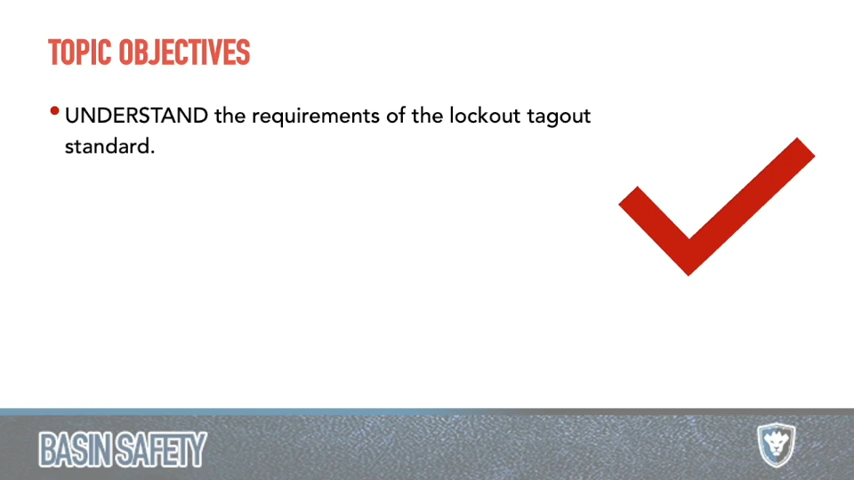 TOPIC OBJECTIVES
• UNDERSTAND the requirements of the lockout tagout
standard.
BASIN SAFETY